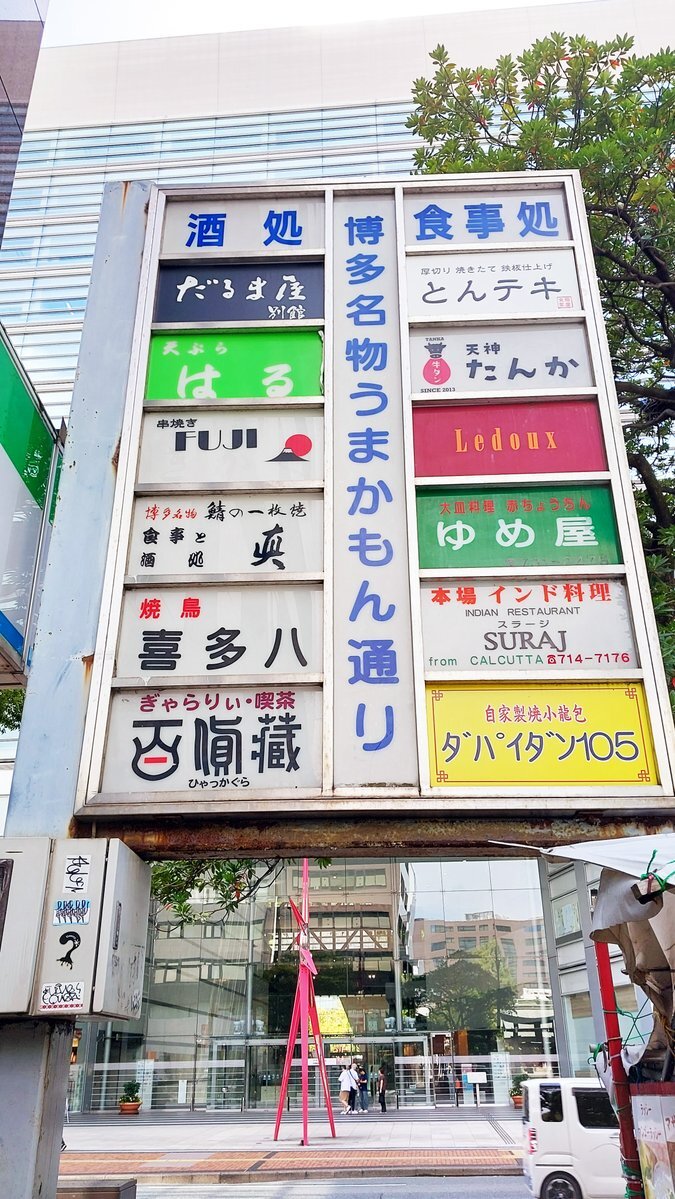 酒処
だるま屋
別館
天ぷら
はる
串焼き
FUJI
博多名物 鯖の一枚焼
食事と
酒処 真
焼鳥
喜多八
ぎゃらりぃ・喫茶
百貨蔵
ひゃっかぐら
博多名物うまかもん通り
食事処
厚切り 焼きたて 鉄板仕上げ
とんテキ
TANKA
牛タン
SINCE 2013
天神
たんか
Ledoux
大皿料理 赤ちょうちん
ゆめ屋
本場 インド料理
INDIAN RESTAURANT
スラージ
SURAJ
from CALCUTTA ☎714-7176
自家製焼小龍包
ダパイダン105